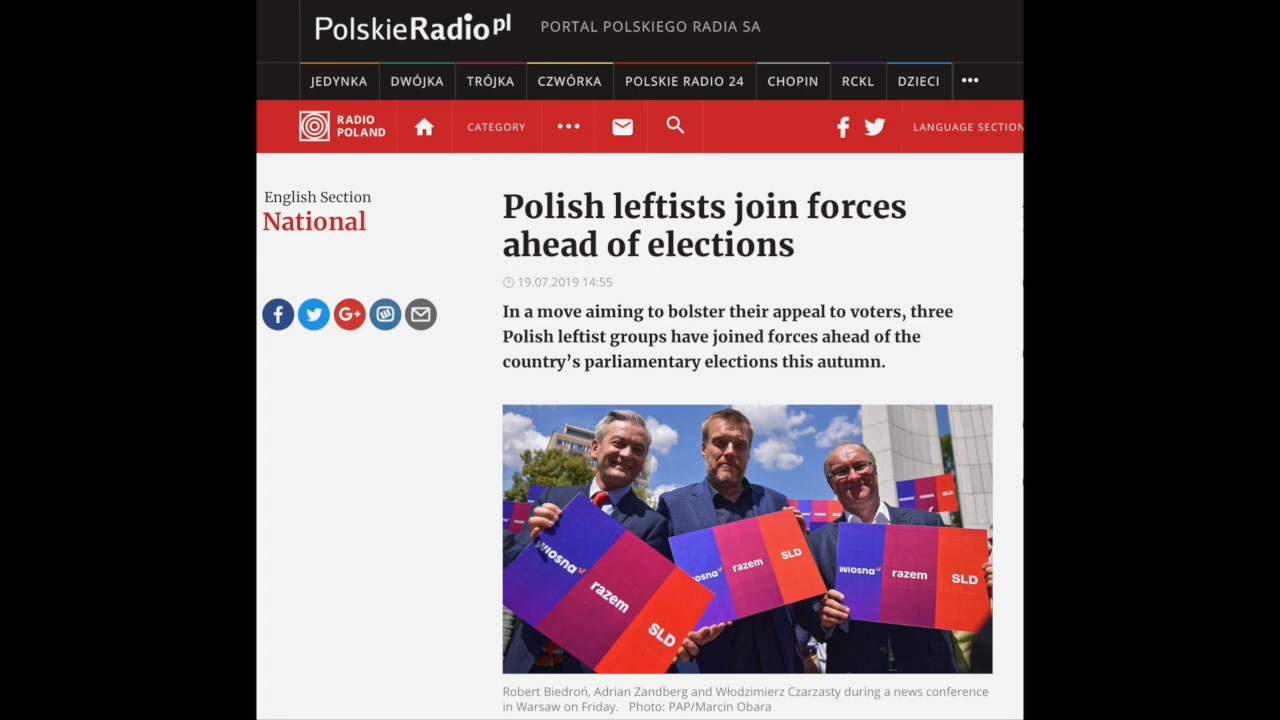 PolskieRadio.pl PORTAL POLSKIEGO RADIA SA
JEDYNKA DWÓJKA TRÓJKA CZWÓRKA POLSKIE RADIO 24 CHOPIN RCKL DZIECI •••
RADIO POLAND CATEGORY ••• LANGUAGE SECTION
English Section
National
Polish leftists join forces
ahead of elections
19.07.2019 14:55
In a move aiming to bolster their appeal to voters, three
Polish leftist groups have joined forces ahead of the
country's parliamentary elections this autumn.
wiosna razem SLD
wiosna razem SLD
wiosna razem SLD
razem SLD
Robert Biedroń, Adrian Zandberg and Włodzimierz Czarzasty during a news conference
in Warsaw on Friday. Photo: PAP/Marcin Obara